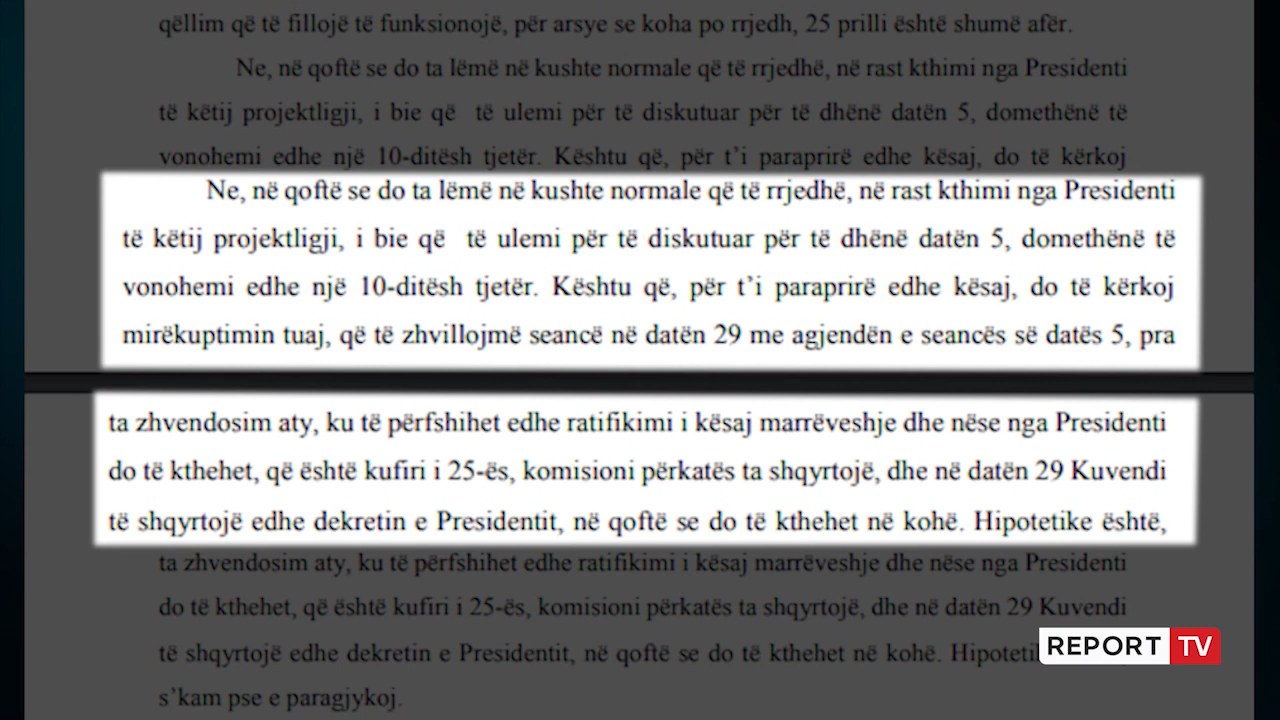 qëllim që të fillojë të funksionojë, për arsye se koha po rrjedh, 25 prilli është shumë afër.
Ne, në qoftë se do ta lëmë në kushte normale që të rrjedhë, në rast kthimi nga Presidenti
të këtij projektligji, i bie që të ulemi për të diskutuar për të dhënë datën 5, domethënë të
vonohemi edhe një 10-ditësh tjetër. Kështu që, për t'i paraprirë edhe kësaj, do të kërkoj
Ne, në qoftë se do ta lëmë në kushte normale që të rrjedhë, në rast kthimi nga Presidenti
të këtij projektligji, i bie që të ulemi për të diskutuar për të dhënë datën 5, domethënë të
vonohemi edhe një 10-ditësh tjetër. Kështu që, për t'i paraprirë edhe kësaj, do të kërkoj
mirëkuptimin tuaj, që të zhvillojmë seancë në datën 29 me agjendën e seancës së datës 5, pra
ta zhvendosim aty, ku të përfshihet edhe ratifikimi i kësaj marrëveshje dhe nëse nga Presidenti
do të kthehet, që është kufiri i 25-ës, komisioni përkatës ta shqyrtojë, dhe në datën 29 Kuvendi
të shqyrtojë edhe dekretin e Presidentit, në qoftë se do të kthehet në kohë. Hipotetike është,
ta zhvendosim aty, ku të përfshihet edhe ratifikimi i kësaj marrëveshje dhe nëse nga Presidenti
do të kthehet, që është kufiri i 25-ës, komisioni përkatës ta shqyrtojë, dhe në datën 29 Kuvendi
të shqyrtojë edhe dekretin e Presidentit, në qoftë se do të kthehet në kohë.
s'kam pse e paragjykoj.
REPORT TV